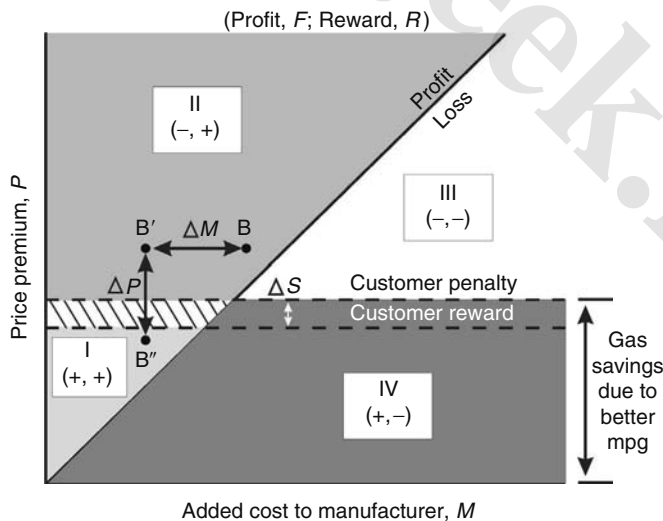 (Profit, F; Reward, R)
Profit
Loss
II
(−, +)
III
(−,−)
B′
ΔM
B
ΔP
ΔS
Customer penalty
Customer reward
B″
I
(+, +)
IV
(+,−)
Gas
savings
due to
better
mpg
Price premium, P
Added cost to manufacturer, M
eek.